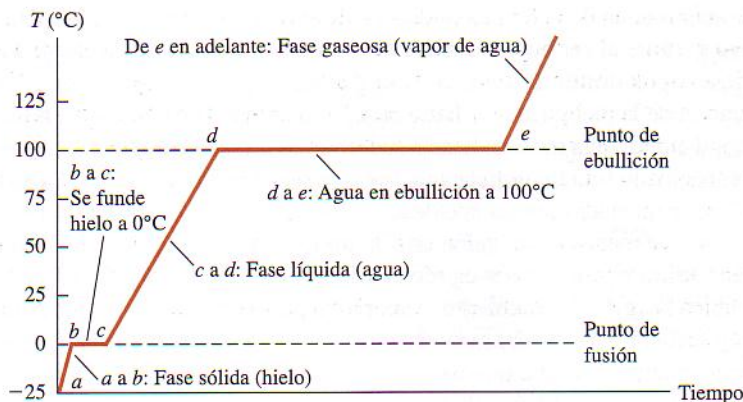 T (°C)
De e en adelante: Fase gaseosa (vapor de agua)
125
d
e
Punto de
ebullición
100
b a c:
Se funde
hielo a 0°C
d a e: Agua en ebullición a 100°C
75
50
c a d: Fase líquida (agua)
25
b
c
Punto de
fusión
0
a
a a b: Fase sólida (hielo)
−25
Tiempo